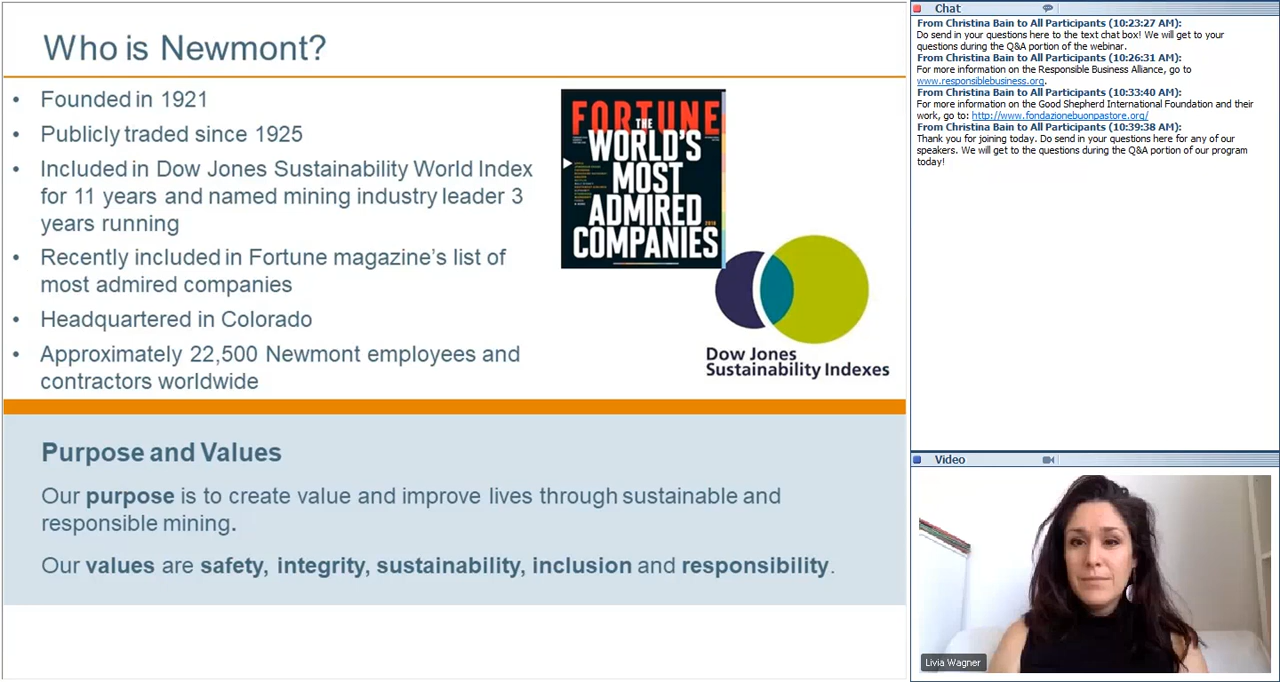 Who is Newmont?
• Founded in 1921
• Publicly traded since 1925
• Included in Dow Jones Sustainability World Index
for 11 years and named mining industry leader 3
years running
• Recently included in Fortune magazine's list of
most admired companies
• Headquartered in Colorado
• Approximately 22,500 Newmont employees and
contractors worldwide
FORTUNE
THE
WORLD'S
MOST
ADMIRED
COMPANIES
Dow Jones
Sustainability Indexes
Purpose and Values
Our purpose is to create value and improve lives through sustainable and
responsible mining.
Our values are safety, integrity, sustainability, inclusion and responsibility.
Chat
From Christina Bain to All Participants (10:23:27 AM):
Do send in your questions here to the text chat box! We will get to your
questions during the Q&A portion of the webinar.
From Christina Bain to All Participants (10:26:31 AM):
For more information on the Responsible Business Alliance, go to
www.responsiblebusiness.org.
From Christina Bain to All Participants (10:33:40 AM):
For more information on the Good Shepherd International Foundation and their
work, go to: http://www.fondazionebuonpastore.org/
From Christina Bain to All Participants (10:39:38 AM):
Thank you for joining today. Do send in your questions here for any of our
speakers. We will get to the questions during the Q&A portion of our program
today!
Video
Livia Wagner